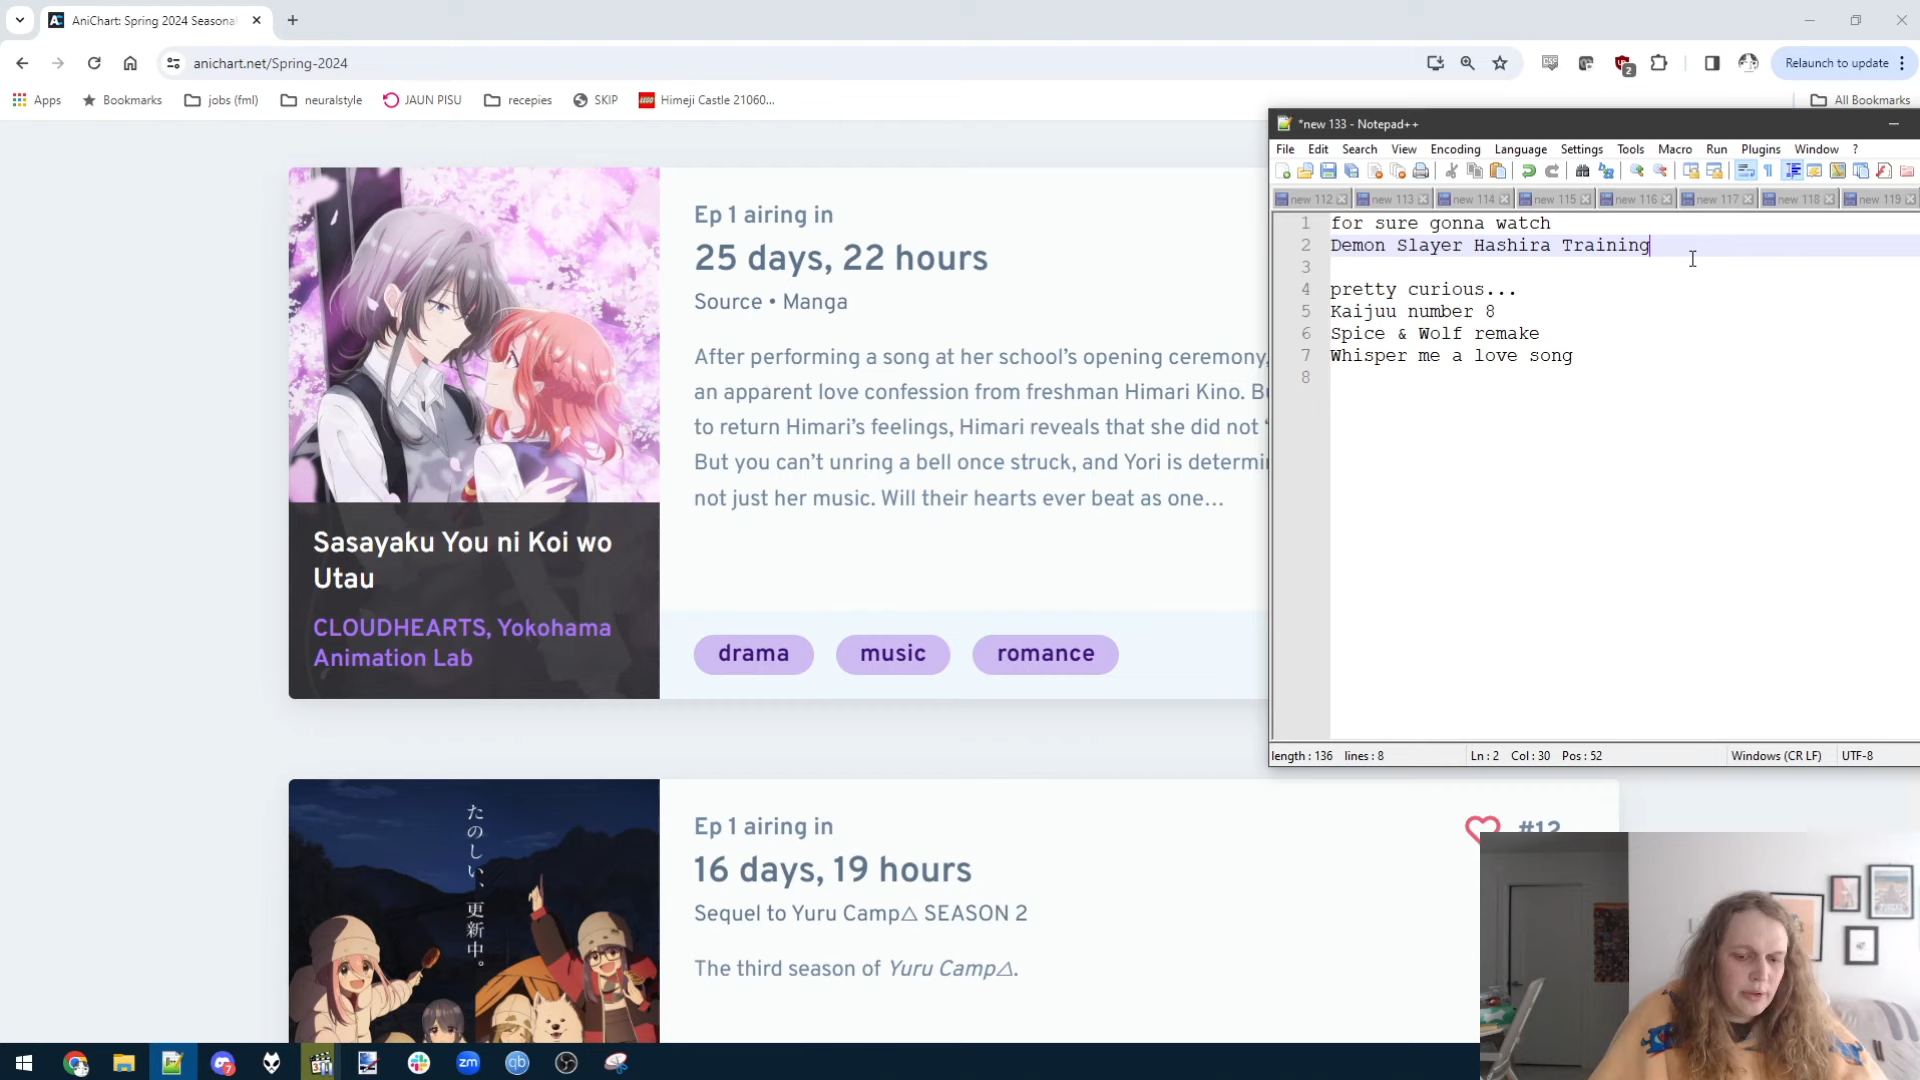 AniChart: Spring 2024 Seasonal
anichart.net/Spring-2024
Relaunch to update
Apps
Bookmarks
jobs (fml)
neuralstyle
JAUN PISU
recepies
SKIP
Himeji Castle 21060...
All Bookmarks
*new 133 - Notepad++
File Edit Search View Encoding Language Settings Tools Macro Run Plugins Window ?
new 112 new 113 new 114 new 115 new 116 new 117 new 118 new 119
1 for sure gonna watch
2 Demon Slayer Hashira Training
3
4 pretty curious...
5 Kaijuu number 8
6 Spice & Wolf remake
7 Whisper me a love song
8
length : 136 lines : 8 Ln : 2 Col : 30 Pos : 52 Windows (CR LF) UTF-8
Ep 1 airing in
25 days, 22 hours
Source • Manga
After performing a song at her school's opening ceremony,
an apparent love confession from freshman Himari Kino.
to return Himari's feelings, Himari reveals that she did not
But you can't unring a bell once struck, and Yori is
not just her music. Will their hearts ever beat as one...
Sasayaku You ni Koi wo
Utau
CLOUDHEARTS, Yokohama
Animation Lab
drama
music
romance
たのしい、更新中。
Ep 1 airing in
#12
16 days, 19 hours
Sequel to Yuru Camp△ SEASON 2
The third season of Yuru Camp△.
2
7
zm
qb